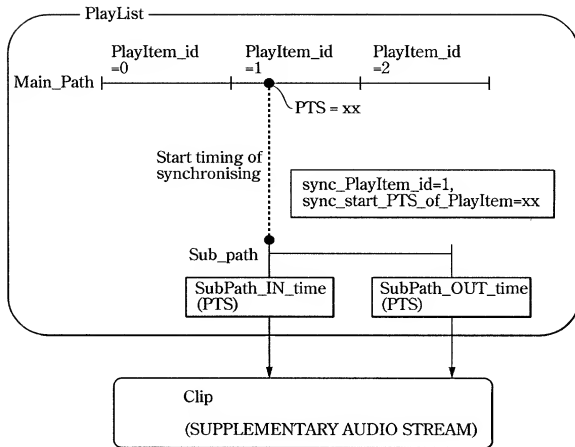 PlayList
PlayItem_id
=0
PlayItem_id
=1
PlayItem_id
=2
Main_Path
PTS = xx
Start timing of
synchronising
sync_PlayItem_id=1,
sync_start_PTS_of_PlayItem=xx
Sub_path
SubPath_IN_time
(PTS)
SubPath_OUT_time
(PTS)
Clip
(SUPPLEMENTARY AUDIO STREAM)